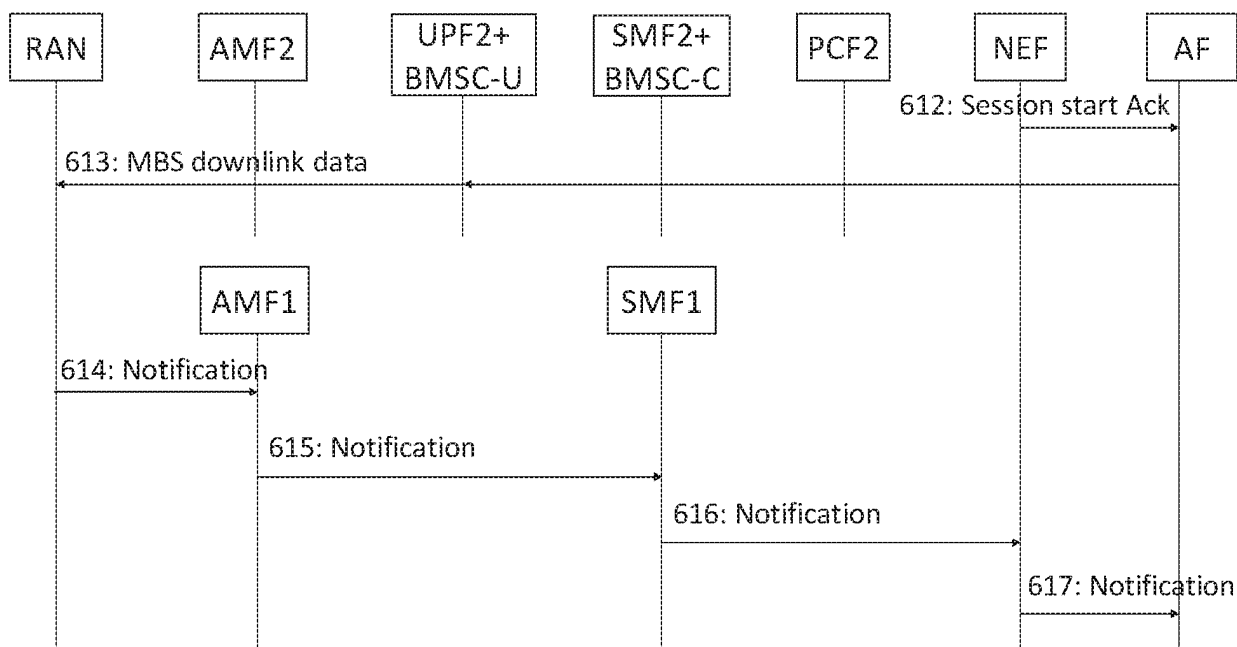 RAN
AMF2
UPF2+
BMSC-U
SMF2+
BMSC-C
PCF2
NEF
AF
612: Session start Ack
613: MBS downlink data
AMF1
SMF1
614: Notification
615: Notification
616: Notification
617: Notification